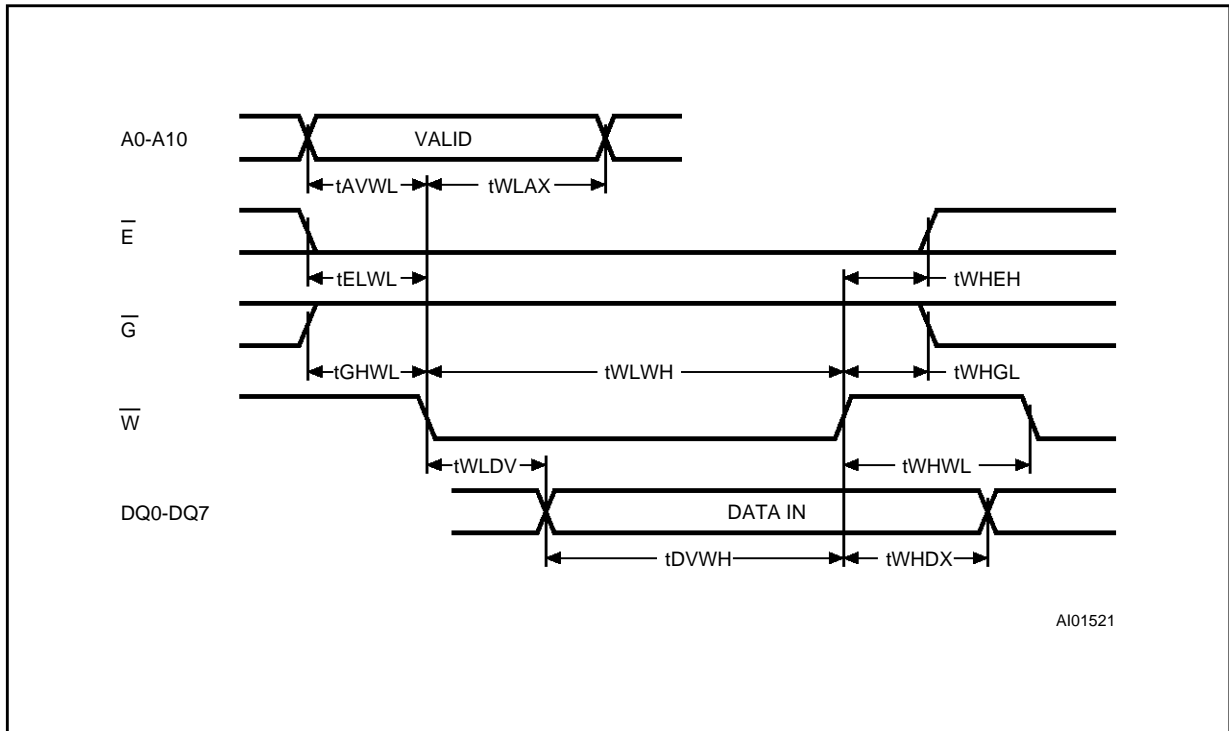 A0-A10
VALID
tAVWL
tWLAX
E
tELWL
tWHEH
G
tGHWL
tWLWH
tWHGL
W
tWLDV
tWHWL
DQ0-DQ7
DATA IN
tDVWH
tWHDX
AI01521